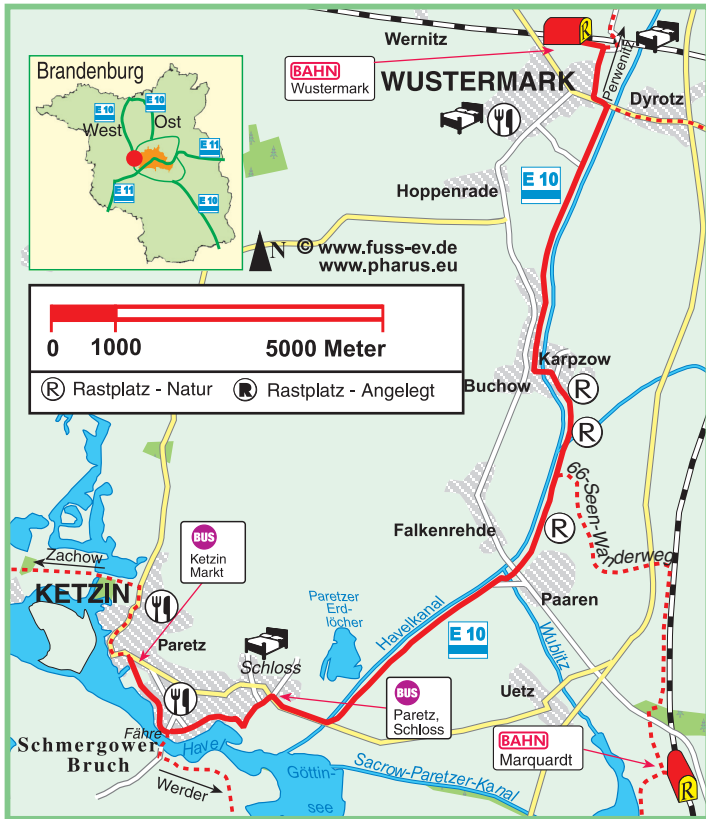 Brandenburg
E 10
West
Ost
E 11
E 11
E 10
Wernitz
R
BAHN
Wustermark
WUSTERMARK
Perwenitz
Dyrotz
E 10
Hoppenrade
N © www.fuss-ev.de
www.pharus.eu
0 1000 5000 Meter
R Rastplatz - Natur R Rastplatz - Angelegt
Karpzow
R
Buchow
R
66-Seen-Wanderweg
R
Falkenrehde
BUS
Ketzin
Markt
Zachow
KETZIN
Paretz
Paretzer
Erd-
löcher
Havelkanal
E 10
Paaren
Wublitz
Schloss
BUS
Paretz,
Schloss
Uetz
Fähre
Havel
Schmergower
Bruch
Werder
Göttin-
see
Sacrow-Paretzer-Kanal
BAHN
Marquardt
R